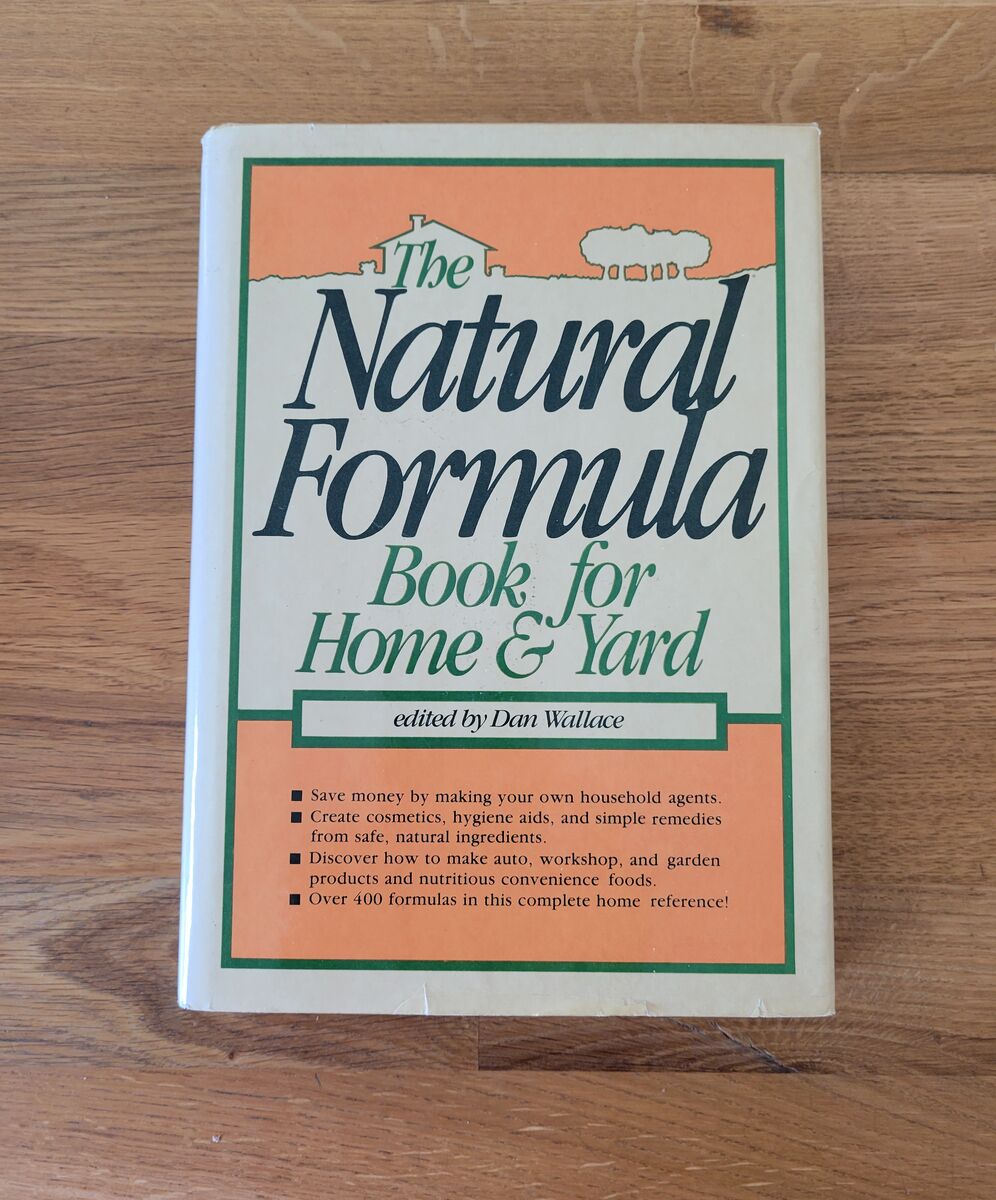 The
Natural
Formula
Book for
Home & Yard
edited by Dan Wallace
■ Save money by making your own household agents.
■ Create cosmetics, hygiene aids, and simple remedies
from safe, natural ingredients.
■ Discover how to make auto, workshop, and garden
products and nutritious convenience foods.
■ Over 400 formulas in this complete home reference!